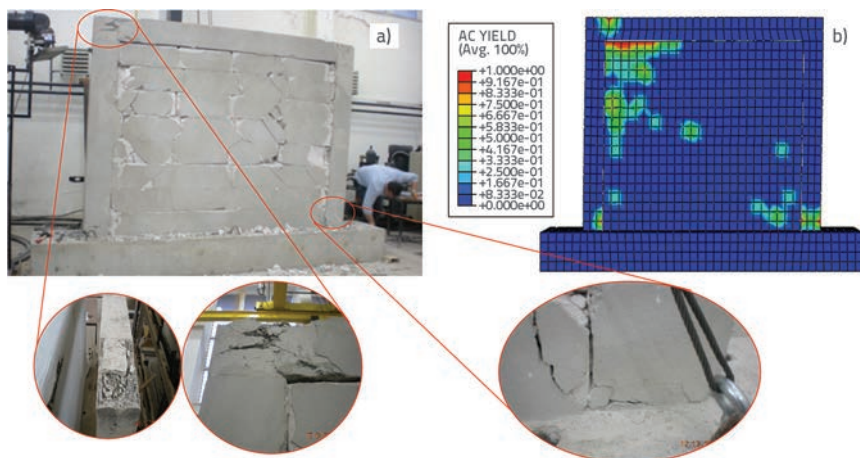 a)
b)
AC YIELD
(Avg. 100%)
+1.000e+00
+9.167e-01
+8.333e-01
+7.500e-01
+6.667e-01
+5.833e-01
+5.000e-01
+4.167e-01
+3.333e-01
+2.500e-01
+1.667e-01
+8.333e-02
+0.000e+00